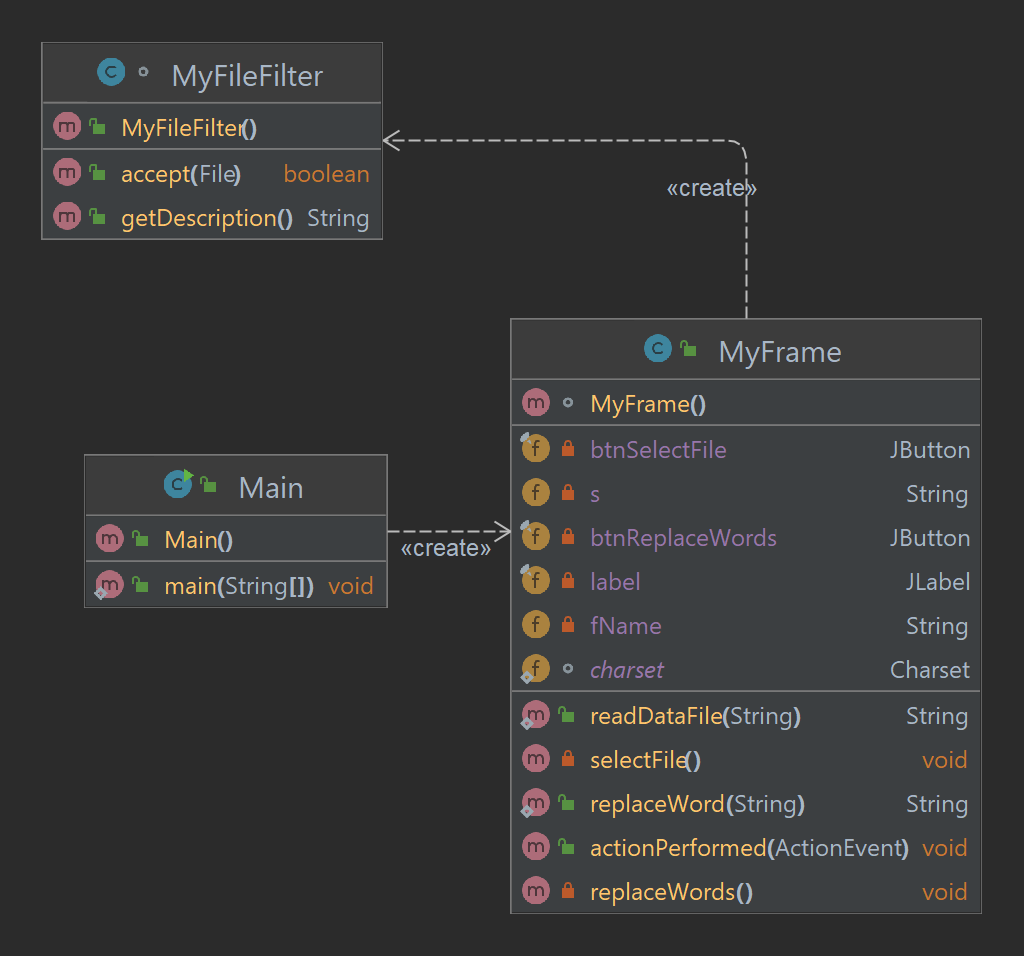 MyFileFilter
MyFileFilter()
accept(File) boolean
getDescription() String
«create»
MyFrame
MyFrame()
btnSelectFile JButton
s String
btnReplaceWords JButton
label JLabel
fName String
charset Charset
readDataFile(String) String
selectFile() void
replaceWord(String) String
actionPerformed(ActionEvent) void
replaceWords() void
Main
Main()
main(String[]) void
«create»